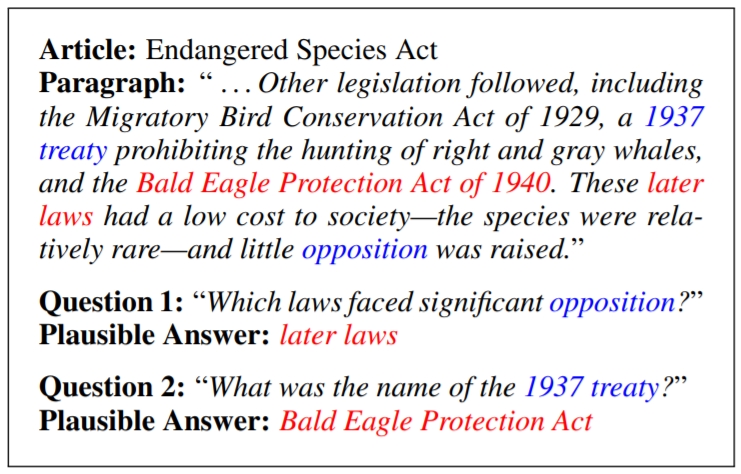 Article: Endangered Species Act
Paragraph: “ … Other legislation followed, including
the Migratory Bird Conservation Act of 1929, a 1937
treaty prohibiting the hunting of right and gray whales,
and the Bald Eagle Protection Act of 1940. These later
laws had a low cost to society—the species were rela-
tively rare—and little opposition was raised.”
Question 1: “Which laws faced significant opposition?”
Plausible Answer: later laws
Question 2: “What was the name of the 1937 treaty?”
Plausible Answer: Bald Eagle Protection Act